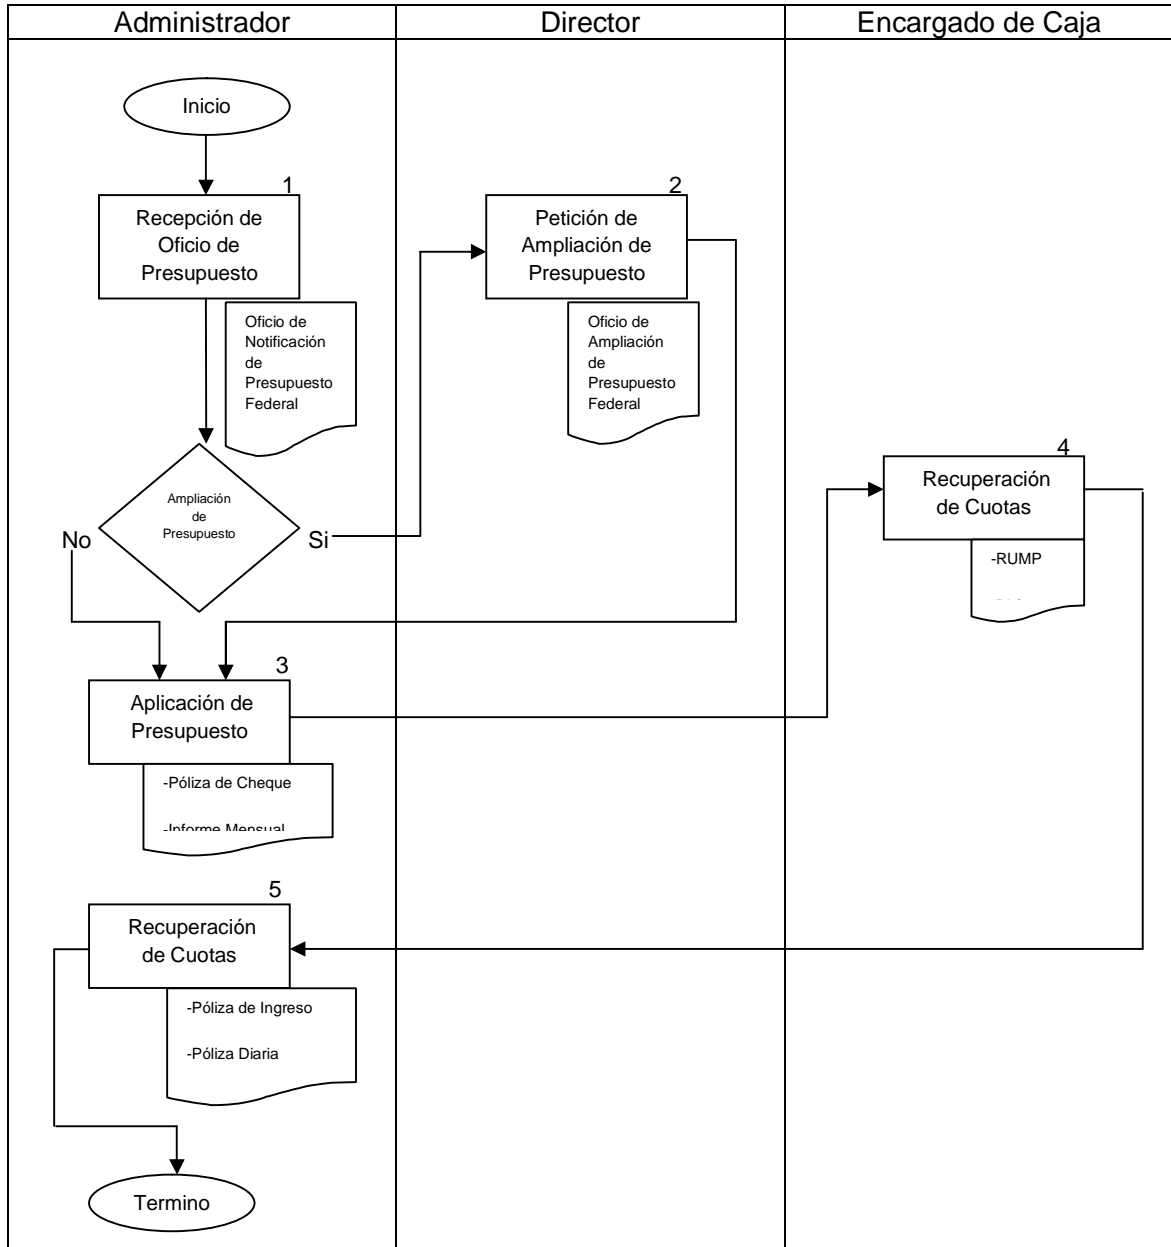 Administrador
Director
Encargado de Caja
Inicio
1
Recepción de
Oficio de
Presupuesto
2
Petición de
Ampliación de
Presupuesto
Oficio de
Notificación
de
Presupuesto
Federal
Oficio de
Ampliación
de
Presupuesto
Federal
Ampliación
de
Presupuesto
No
Si
4
Recuperación
de Cuotas
-RUMP
3
Aplicación de
Presupuesto
-Póliza de Cheque
-Informe Mensual
5
Recuperación
de Cuotas
-Póliza de Ingreso
-Póliza Diaria
Termino